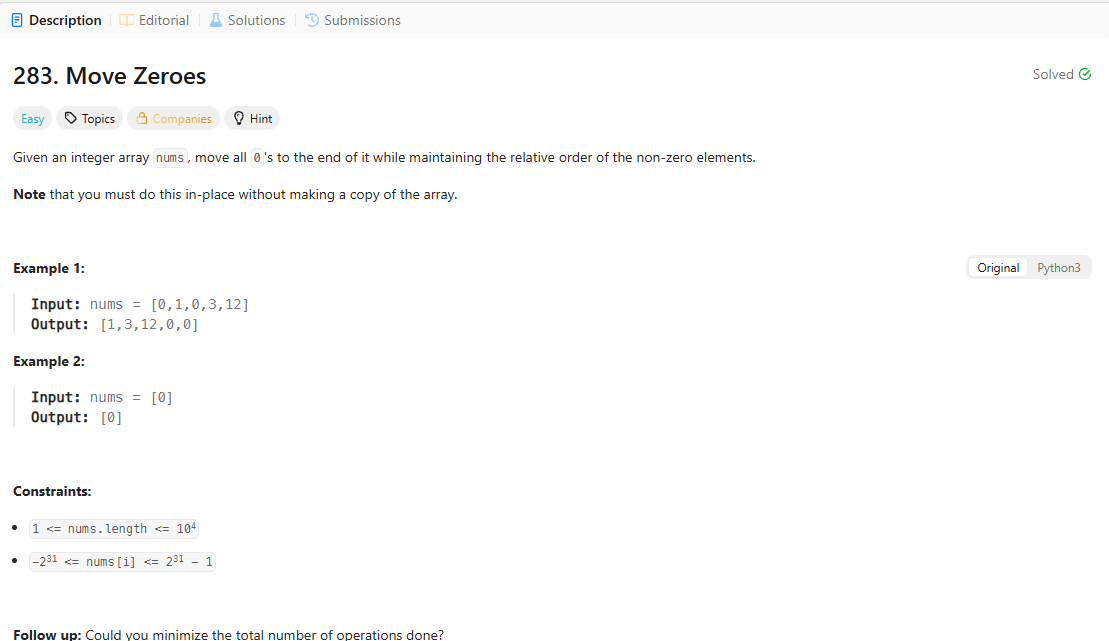 Description Editorial Solutions Submissions
283. Move Zeroes Solved
Easy Topics Companies Hint
Given an integer array nums, move all 0's to the end of it while maintaining the relative order of the non-zero elements.
Note that you must do this in-place without making a copy of the array.
Example 1: Original Python3
Input: nums = [0,1,0,3,12]
Output: [1,3,12,0,0]
Example 2:
Input: nums = [0]
Output: [0]
Constraints:
• 1 <= nums.length <= 10⁴
• −2³¹ <= nums[i] <= 2³¹ − 1
Follow up: Could you minimize the total number of operations done?